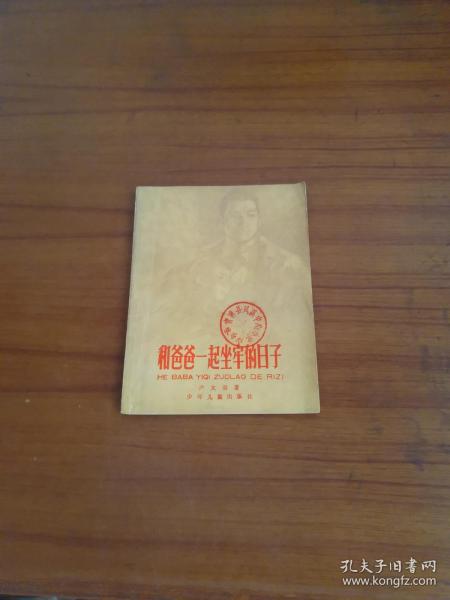 和爸爸一起坐牢的日子
HE BABA YIQI ZUOLAO DE RIZI
著
少年儿童出版社
孔夫子旧书网
www.kongfz.com